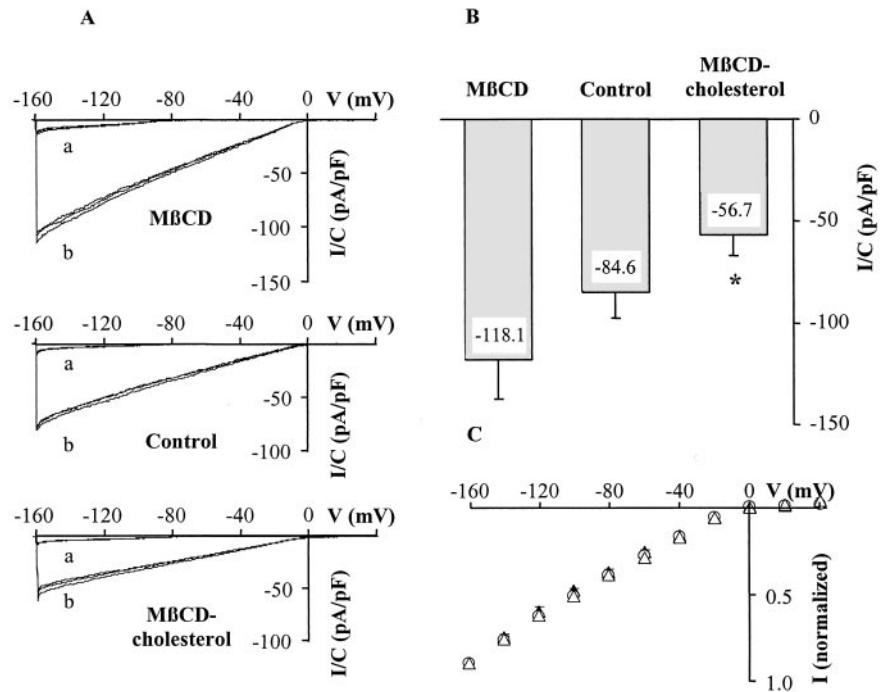 A
V (mV)
-160 -120 -80 -40 0
a
b
MßCD
I/C (pA/pF)
-50
-100
-150
V (mV)
-160 -120 -80 -40 0
a
b
Control
I/C (pA/pF)
-50
-100
V (mV)
-160 -120 -80 -40 0
a
b
MßCD-
cholesterol
I/C (pA/pF)
-50
-100
B
MßCD
Control
MßCD-
cholesterol
0
-50
-100
-150
I/C (pA/pF)
-118.1
-84.6
-56.7
*
C
V (mV)
-160 -120 -80 -40 0
0.5
1.0
I (normalized)